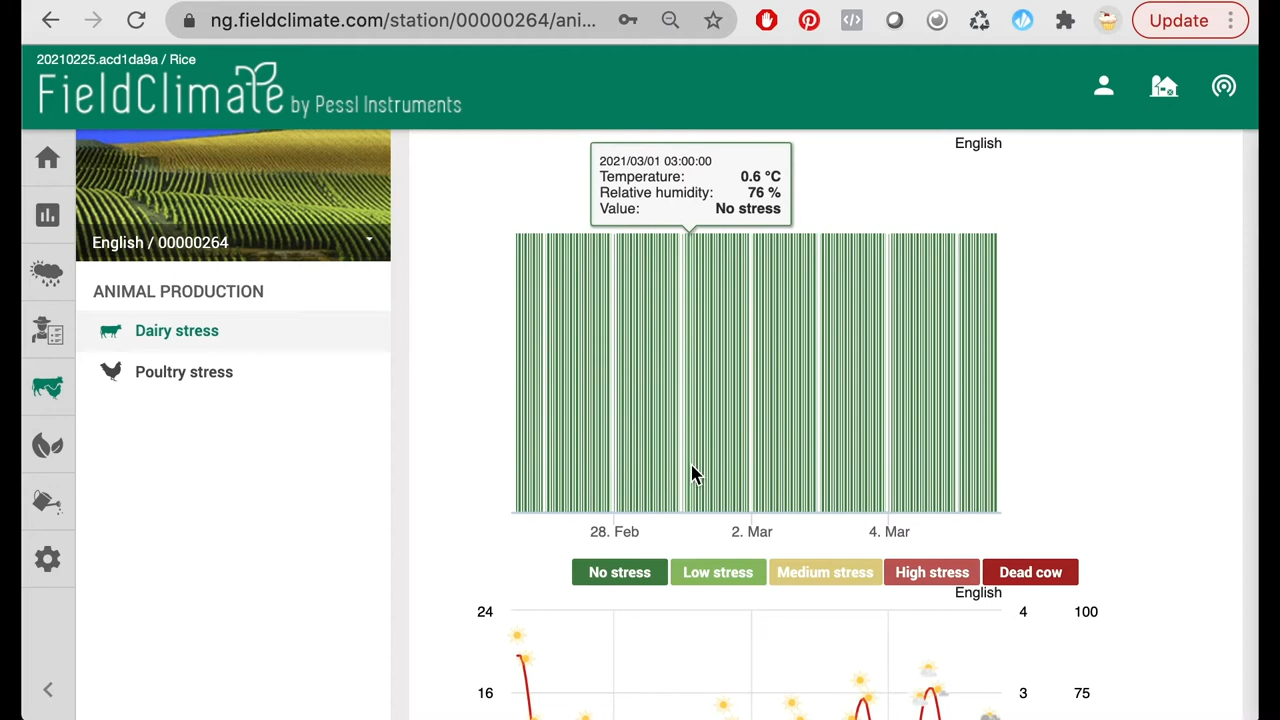 ng.fieldclimate.com/station/00000264/ani...
Update
20210225.acd1da9a / Rice
FieldClimate by Pessl Instruments
English / 00000264
ANIMAL PRODUCTION
Dairy stress
Poultry stress
English
2021/03/01 03:00:00
Temperature: 0.6 °C
Relative humidity: 76 %
Value: No stress
28. Feb 2. Mar 4. Mar
No stress Low stress Medium stress High stress Dead cow
English
24 4 100
16 3 75